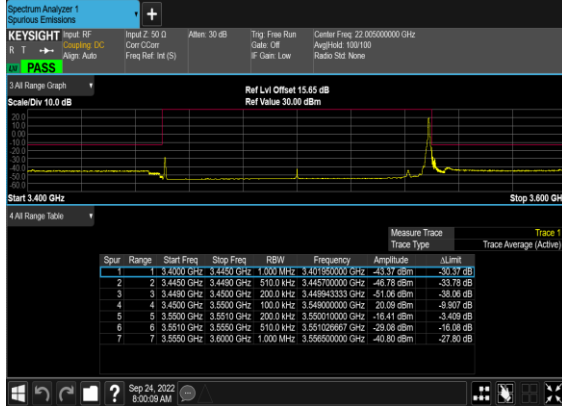 Spectrum Analyzer 1
Spurious Emissions
+
KEYSIGHT Input: RF Input Z: 50 Ω Atten: 30 dB Trig: Free Run Center Freq: 22.005000000 GHz
R T Coupling: DC Corr CCorr Gate: Off Avg|Hold: 100/100
Align: Auto Freq Ref: Int (S) IF Gain: Low Radio Std: None
PASS
3 All Range Graph
Ref Lvl Offset 15.65 dB
Scale/Div 10.0 dB Ref Value 30.00 dBm
20.0
10.0
0.00
-10.0
-20.0
-30.0
-40.0
-50.0
-60.0
Start 3.400 GHz Stop 3.600 GH
4 All Range Table
Measure Trace Trace 1
Trace Type Trace Average (Active)
Spur Range Start Freq Stop Freq RBW Frequency Amplitude ΔLimit
1 1 3.4000 GHz 3.4450 GHz 1.000 MHz 3.401950000 GHz -43.37 dBm -30.37 dB
2 2 3.4450 GHz 3.4490 GHz 510.0 kHz 3.445700000 GHz -46.78 dBm -33.78 dB
3 3 3.4490 GHz 3.4500 GHz 200.0 kHz 3.449943333 GHz -51.06 dBm -38.06 dB
4 4 3.4500 GHz 3.5500 GHz 100.0 kHz 3.549000000 GHz 20.09 dBm -9.907 dB
5 5 3.5500 GHz 3.5510 GHz 200.0 kHz 3.550010000 GHz -16.41 dBm -3.409 dB
6 6 3.5510 GHz 3.5550 GHz 510.0 kHz 3.551026667 GHz -29.08 dBm -16.08 dB
7 7 3.5550 GHz 3.6000 GHz 1.000 MHz 3.556500000 GHz -40.80 dBm -27.80 dB
?
Sep 24, 2022
8:00:09 AM